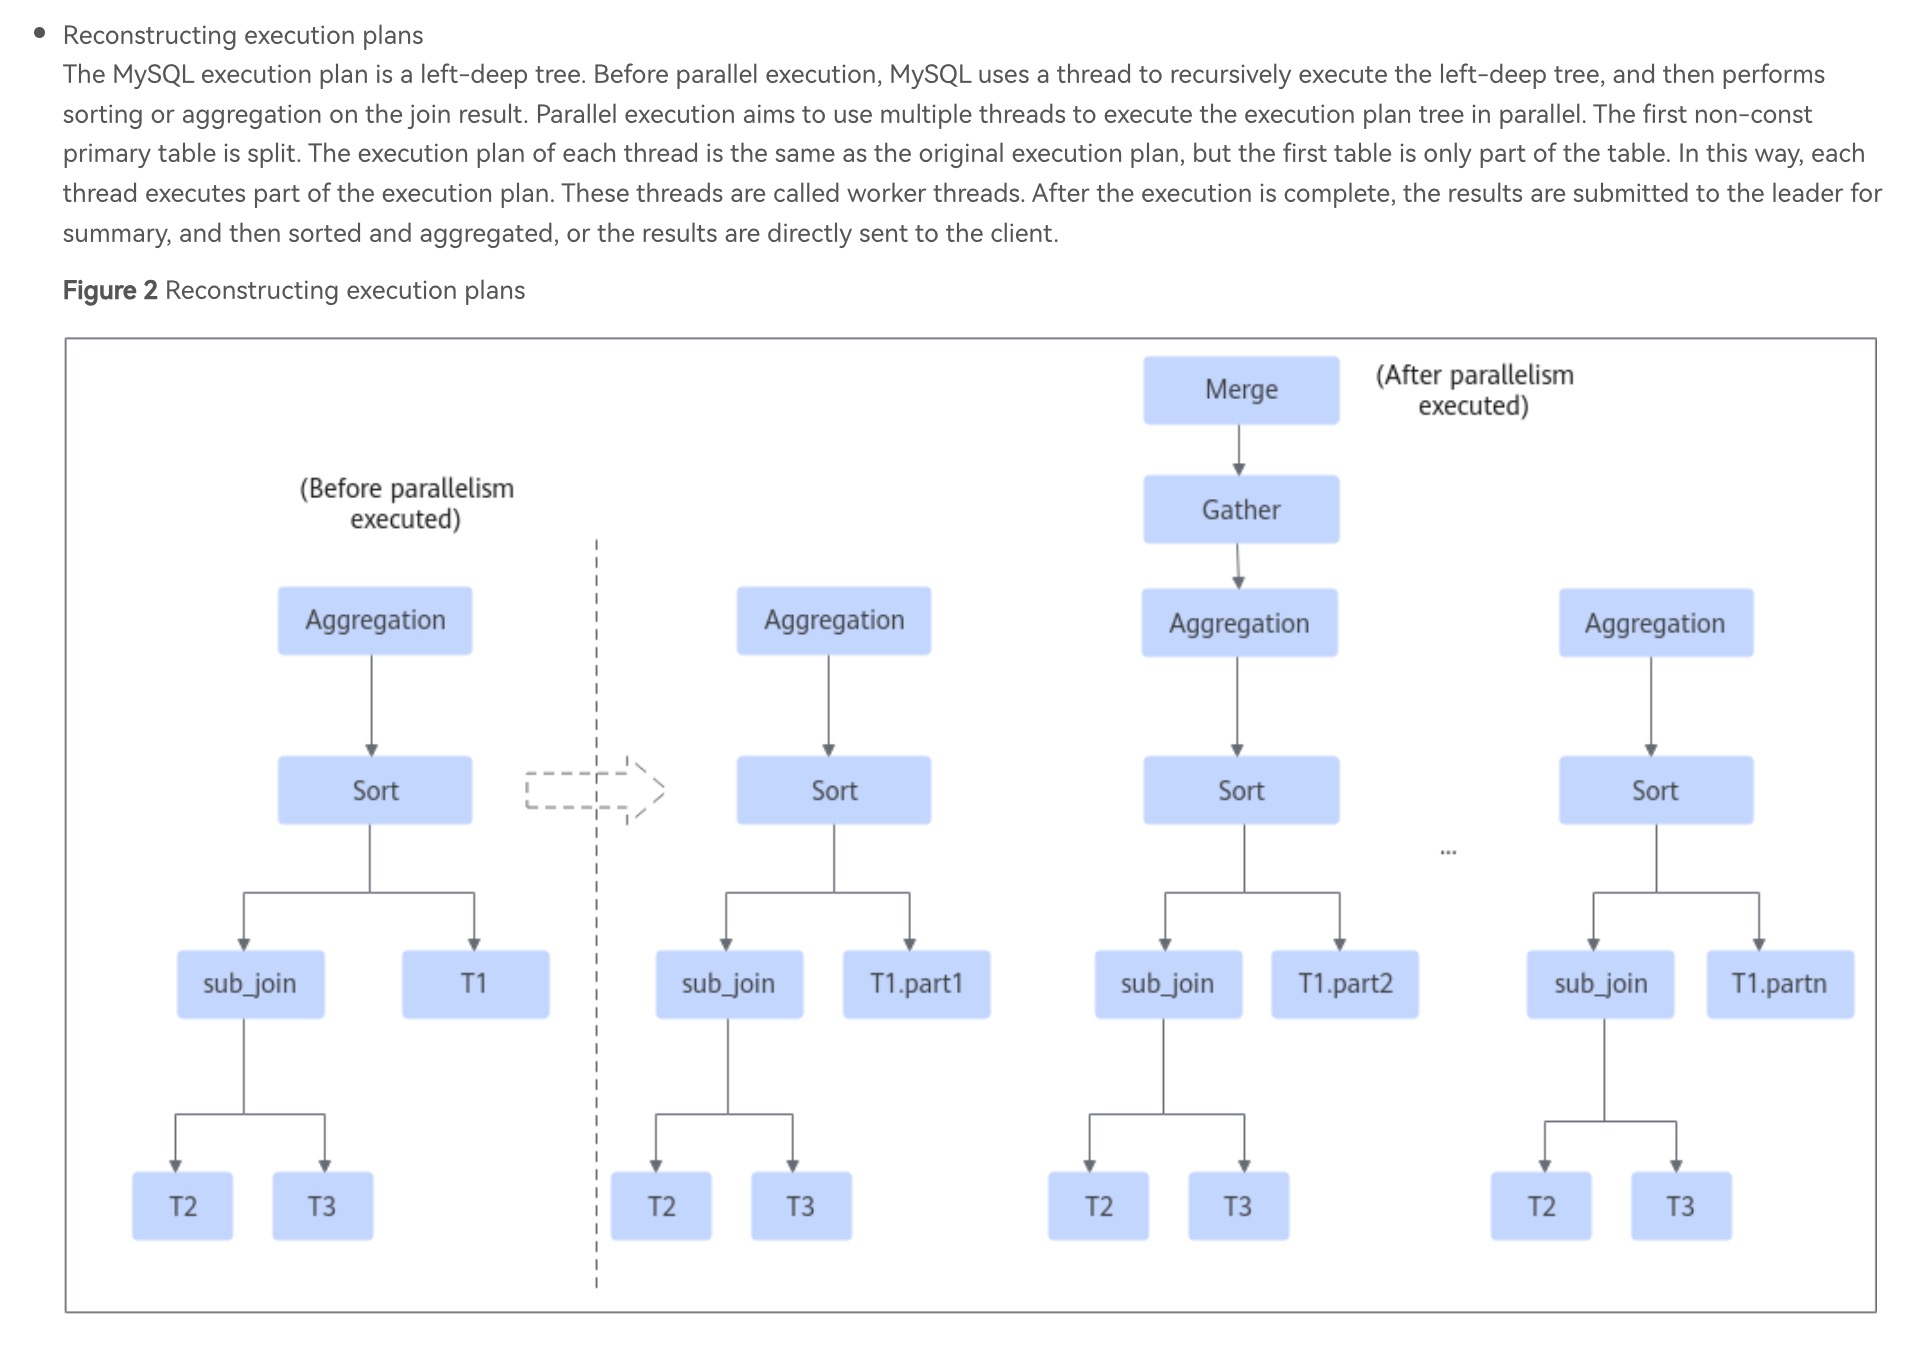 Reconstructing execution plans
The MySQL execution plan is a left-deep tree. Before parallel execution, MySQL uses a thread to recursively execute the left-deep tree, and then performs
sorting or aggregation on the join result. Parallel execution aims to use multiple threads to execute the execution plan tree in parallel. The first non-const
primary table is split. The execution plan of each thread is the same as the original execution plan, but the first table is only part of the table. In this way, each
thread executes part of the execution plan. These threads are called worker threads. After the execution is complete, the results are submitted to the leader for
summary, and then sorted and aggregated, or the results are directly sent to the client.
Figure 2 Reconstructing execution plans
Merge
(After parallelism
executed)
(Before parallelism
executed)
Gather
Aggregation
Aggregation
Aggregation
Aggregation
Sort
Sort
Sort
Sort
...
sub_join
T1
sub_join
T1.part1
sub_join
T1.part2
sub_join
T1.partn
T2
T3
T2
T3
T2
T3
T2
T3